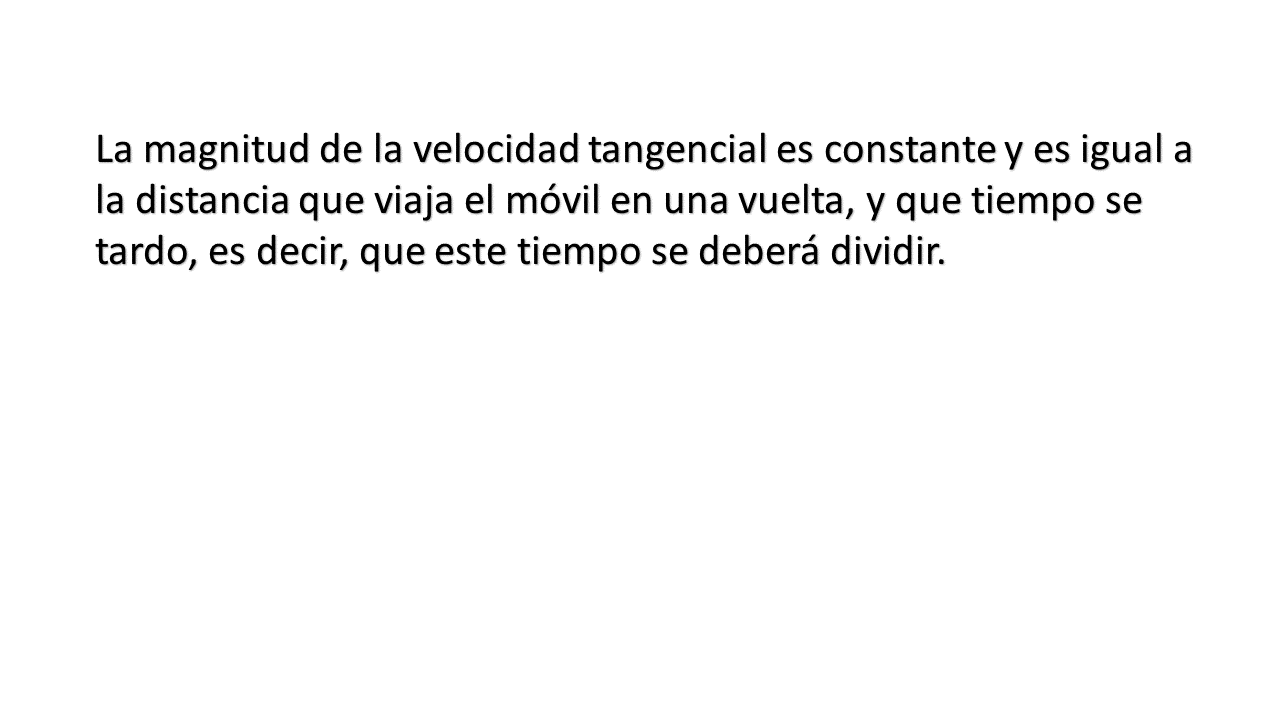 La magnitud de la velocidad tangencial es constante y es igual a
la distancia que viaja el móvil en una vuelta, y que tiempo se
tardo, es decir, que este tiempo se deberá dividir.